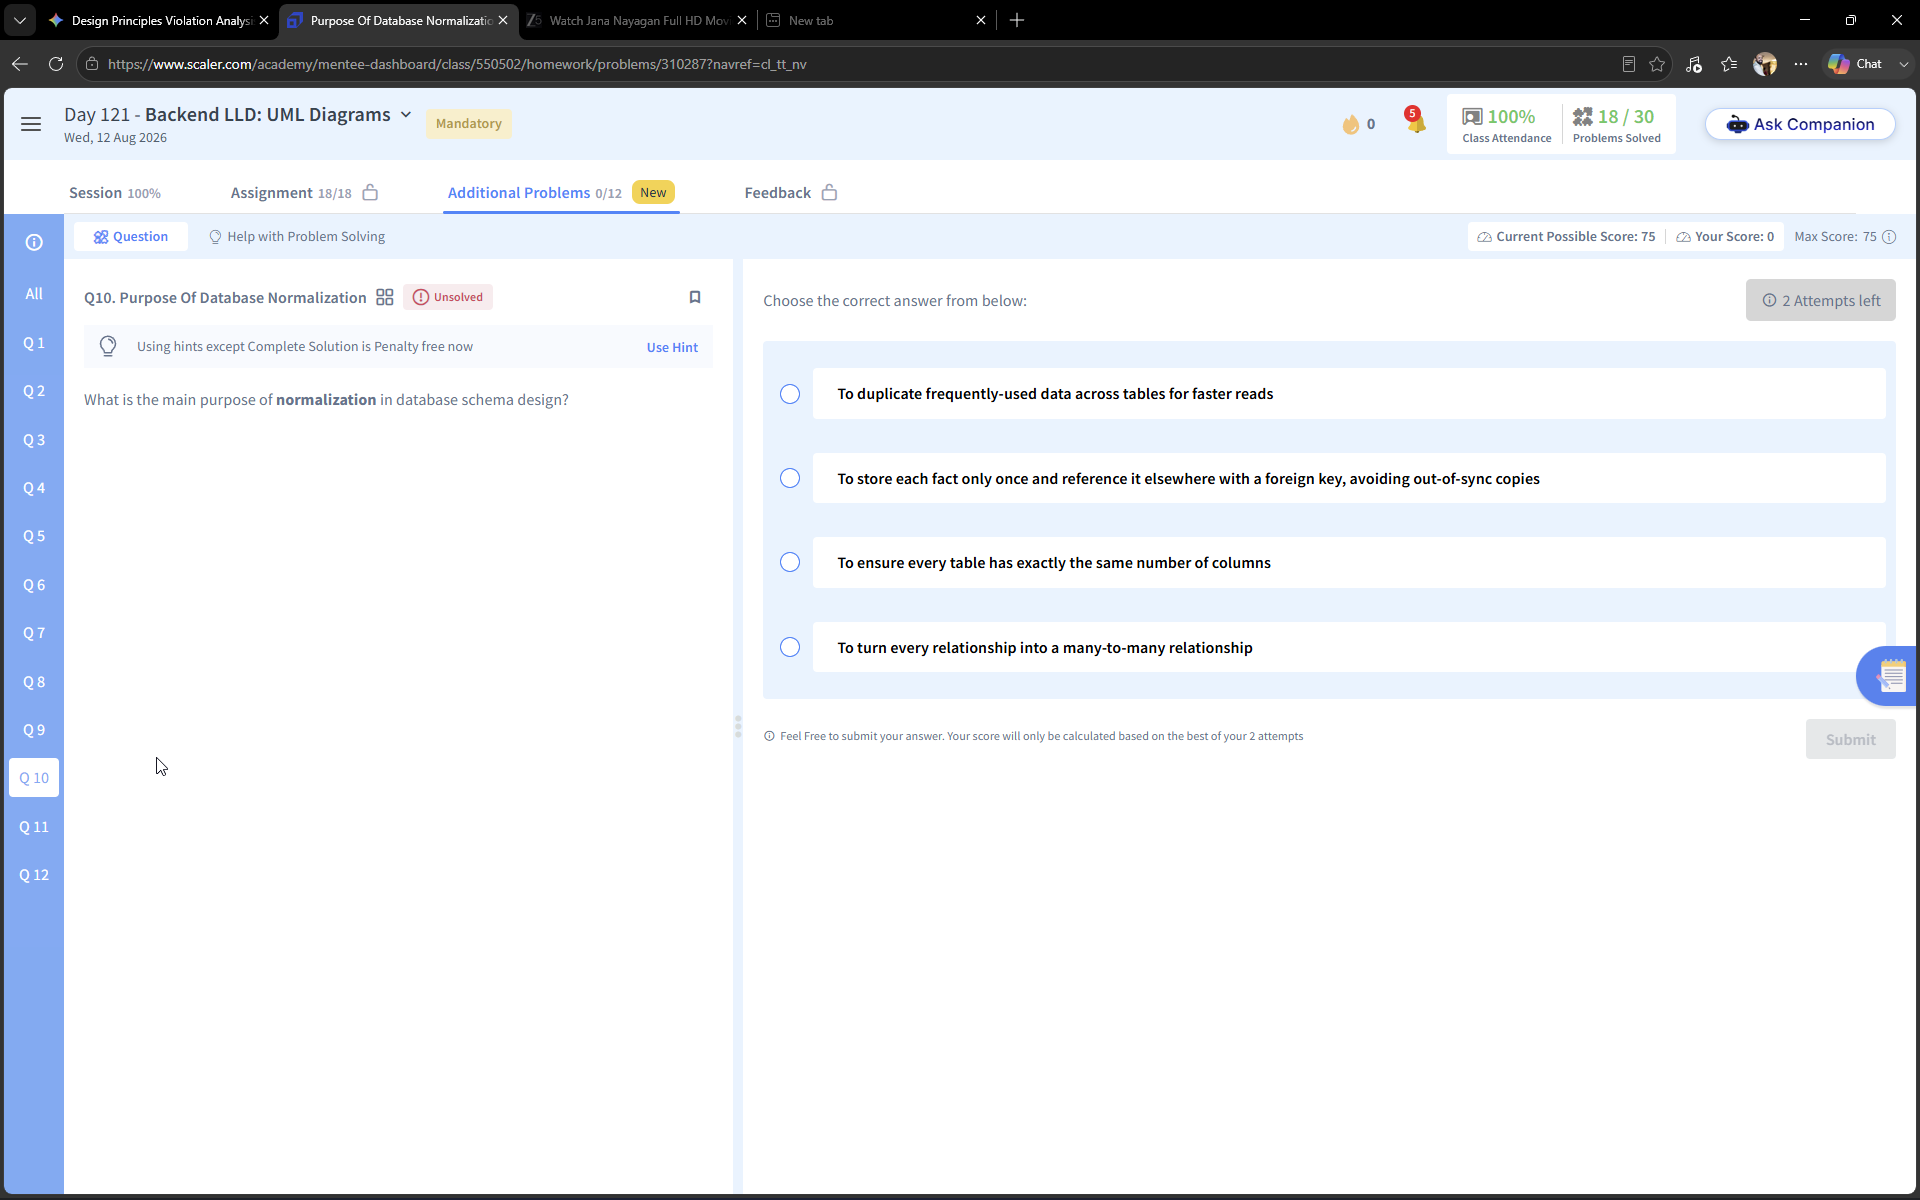 Design Principles Violation Analys
Purpose Of Database Normalizatio
Watch Jana Nayagan Full HD Mov
New tab
https://www.scaler.com/academy/mentee-dashboard/class/550502/homework/problems/310287?navref=cl_tt_nv
Chat
Day 121 - Backend LLD: UML Diagrams
Mandatory
Wed, 12 Aug 2026
0
5
100%
Class Attendance
18 / 30
Problems Solved
Ask Companion
Session 100%
Assignment 18/18
Additional Problems 0/12
New
Feedback
Question
Help with Problem Solving
Current Possible Score: 75
Your Score: 0
Max Score: 75
All
Q 1
Q 2
Q 3
Q 4
Q 5
Q 6
Q 7
Q 8
Q 9
Q 10
Q 11
Q 12
Q10. Purpose Of Database Normalization
Unsolved
Using hints except Complete Solution is Penalty free now
Use Hint
What is the main purpose of normalization in database schema design?
Choose the correct answer from below:
2 Attempts left
To duplicate frequently-used data across tables for faster reads
To store each fact only once and reference it elsewhere with a foreign key, avoiding out-of-sync copies
To ensure every table has exactly the same number of columns
To turn every relationship into a many-to-many relationship
Feel Free to submit your answer. Your score will only be calculated based on the best of your 2 attempts
Submit